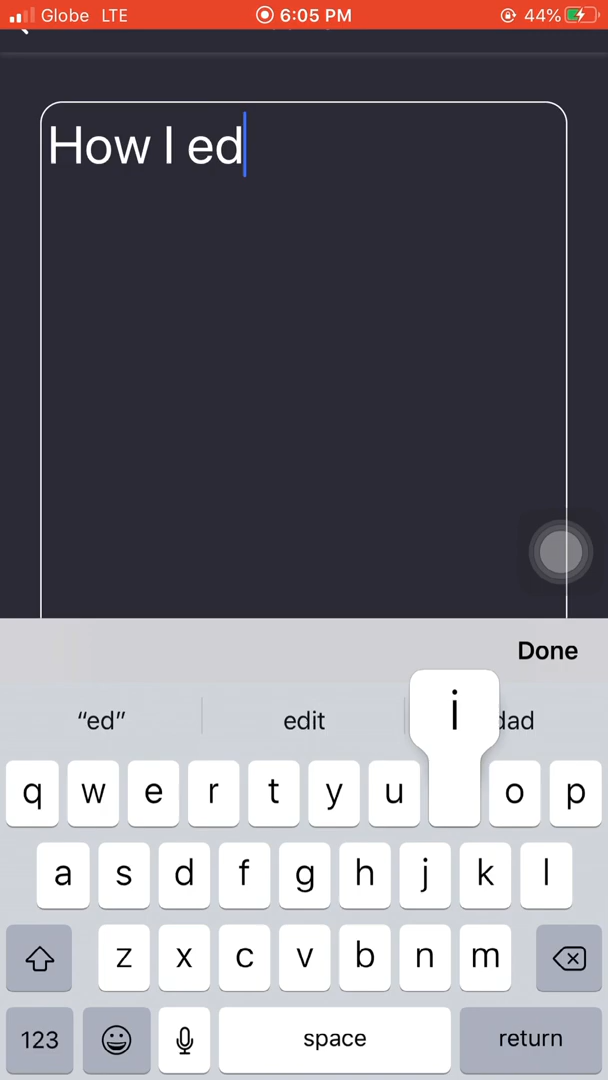 Globe LTE 6:05 PM 44%
How I ed
Done
“ed” edit dad
i
q w e r t y u o p
a s d f g h j k l
z x c v b n m
123 space return